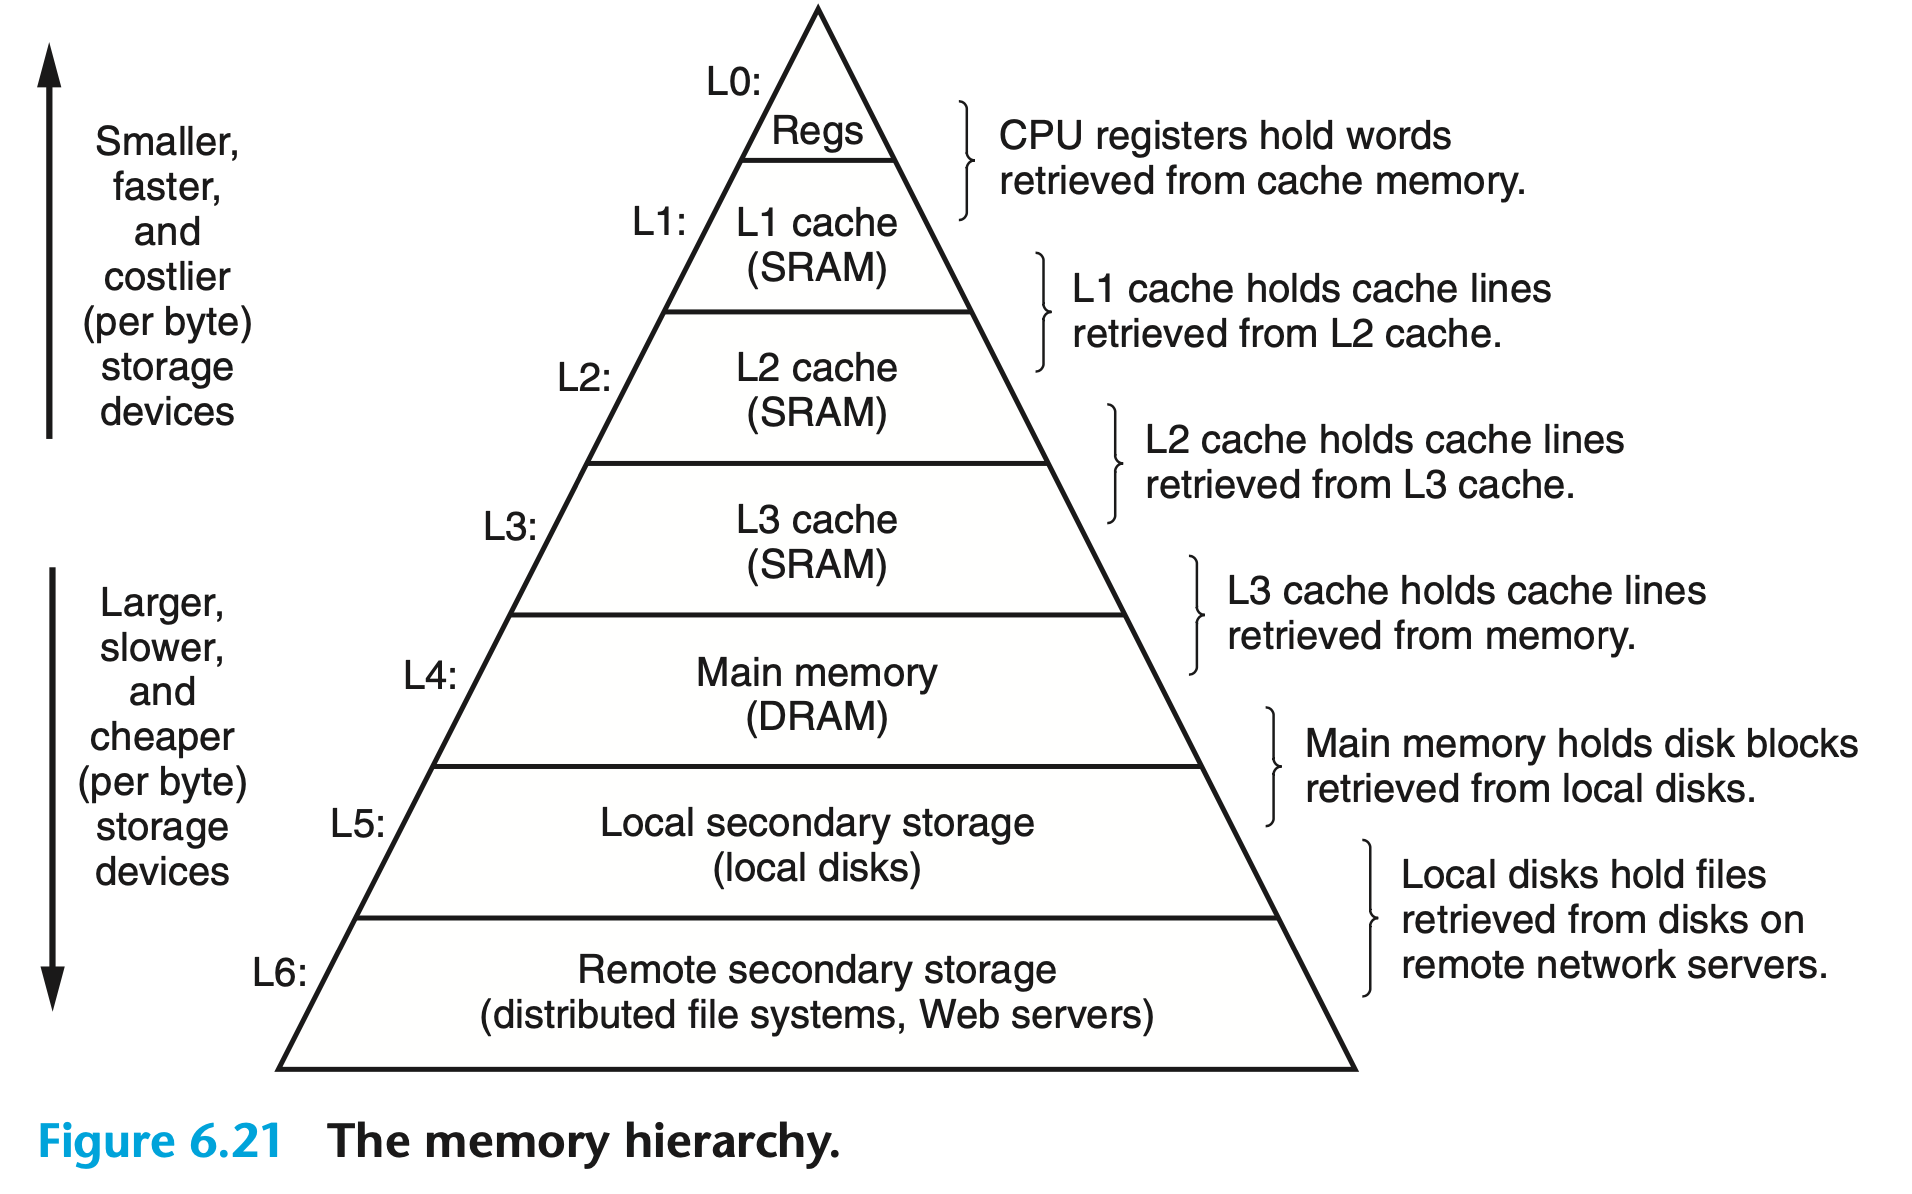 Smaller,
faster,
and
costlier
(per byte)
storage
devices
Larger,
slower,
and
cheaper
(per byte)
storage
devices
L0:
Regs
L1:
L1 cache
(SRAM)
L2:
L2 cache
(SRAM)
L3:
L3 cache
(SRAM)
L4:
Main memory
(DRAM)
L5:
Local secondary storage
(local disks)
L6:
Remote secondary storage
(distributed file systems, Web servers)
CPU registers hold words
retrieved from cache memory.
L1 cache holds cache lines
retrieved from L2 cache.
L2 cache holds cache lines
retrieved from L3 cache.
L3 cache holds cache lines
retrieved from memory.
Main memory holds disk blocks
retrieved from local disks.
Local disks hold files
retrieved from disks on
remote network servers.
Figure 6.21 The memory hierarchy.